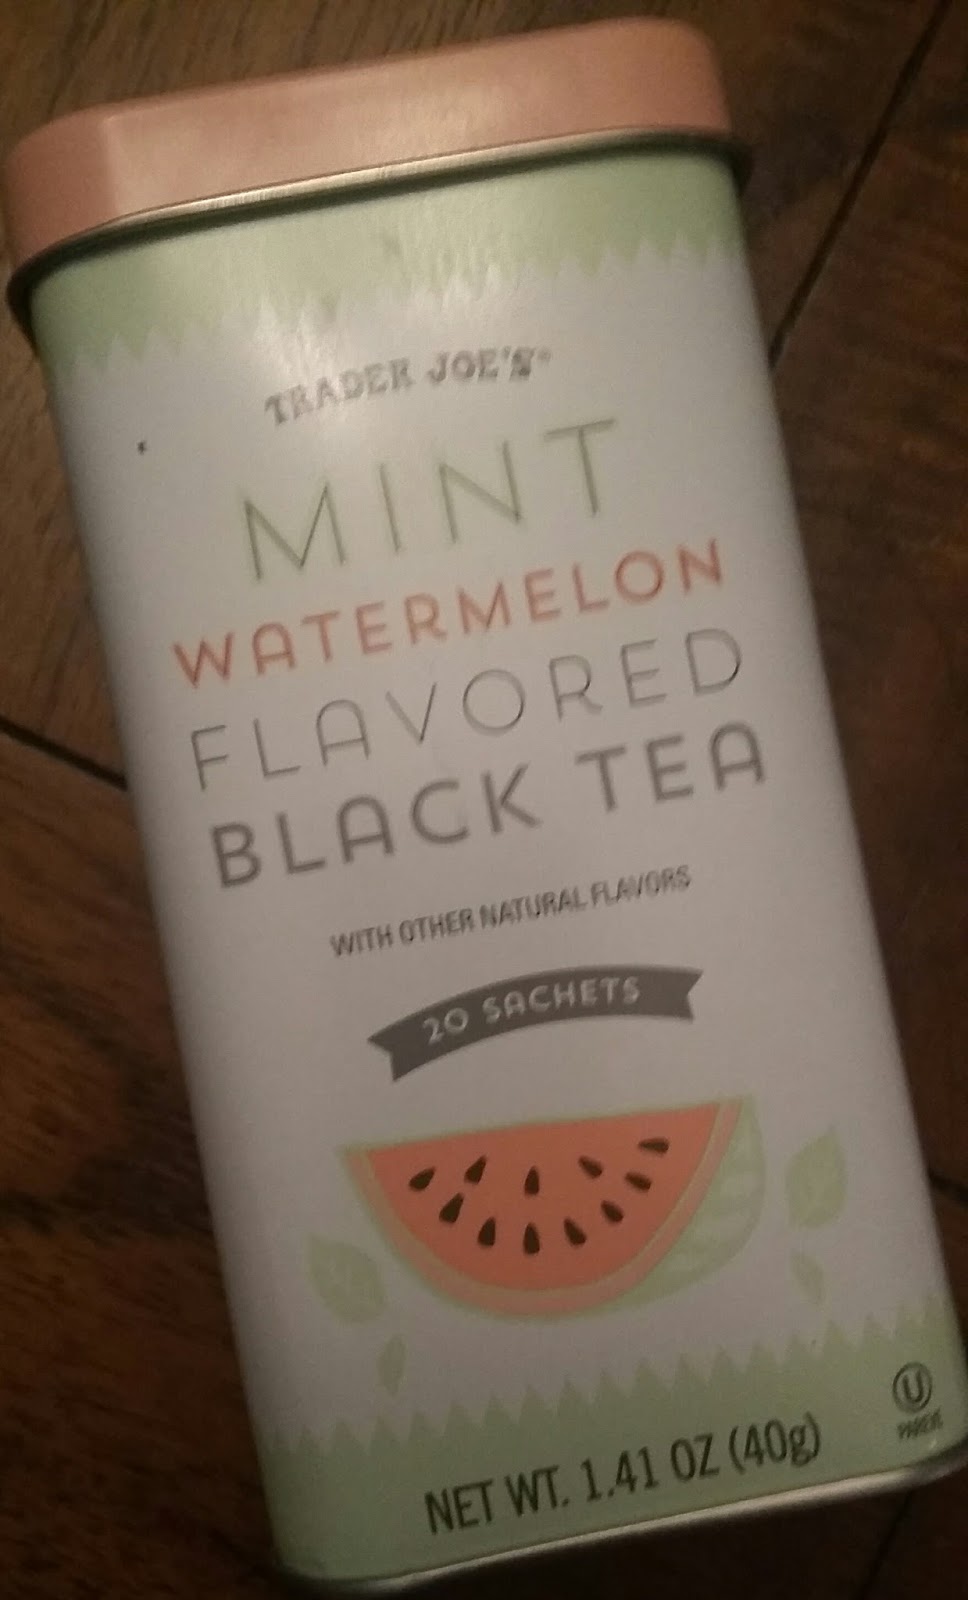 TRADER JOE'S®
MINT
WATERMELON
FLAVORED
BLACK TEA
WITH OTHER NATURAL FLAVORS
20 SACHETS
U
PAREVE
NET WT. 1.41 OZ (40g)